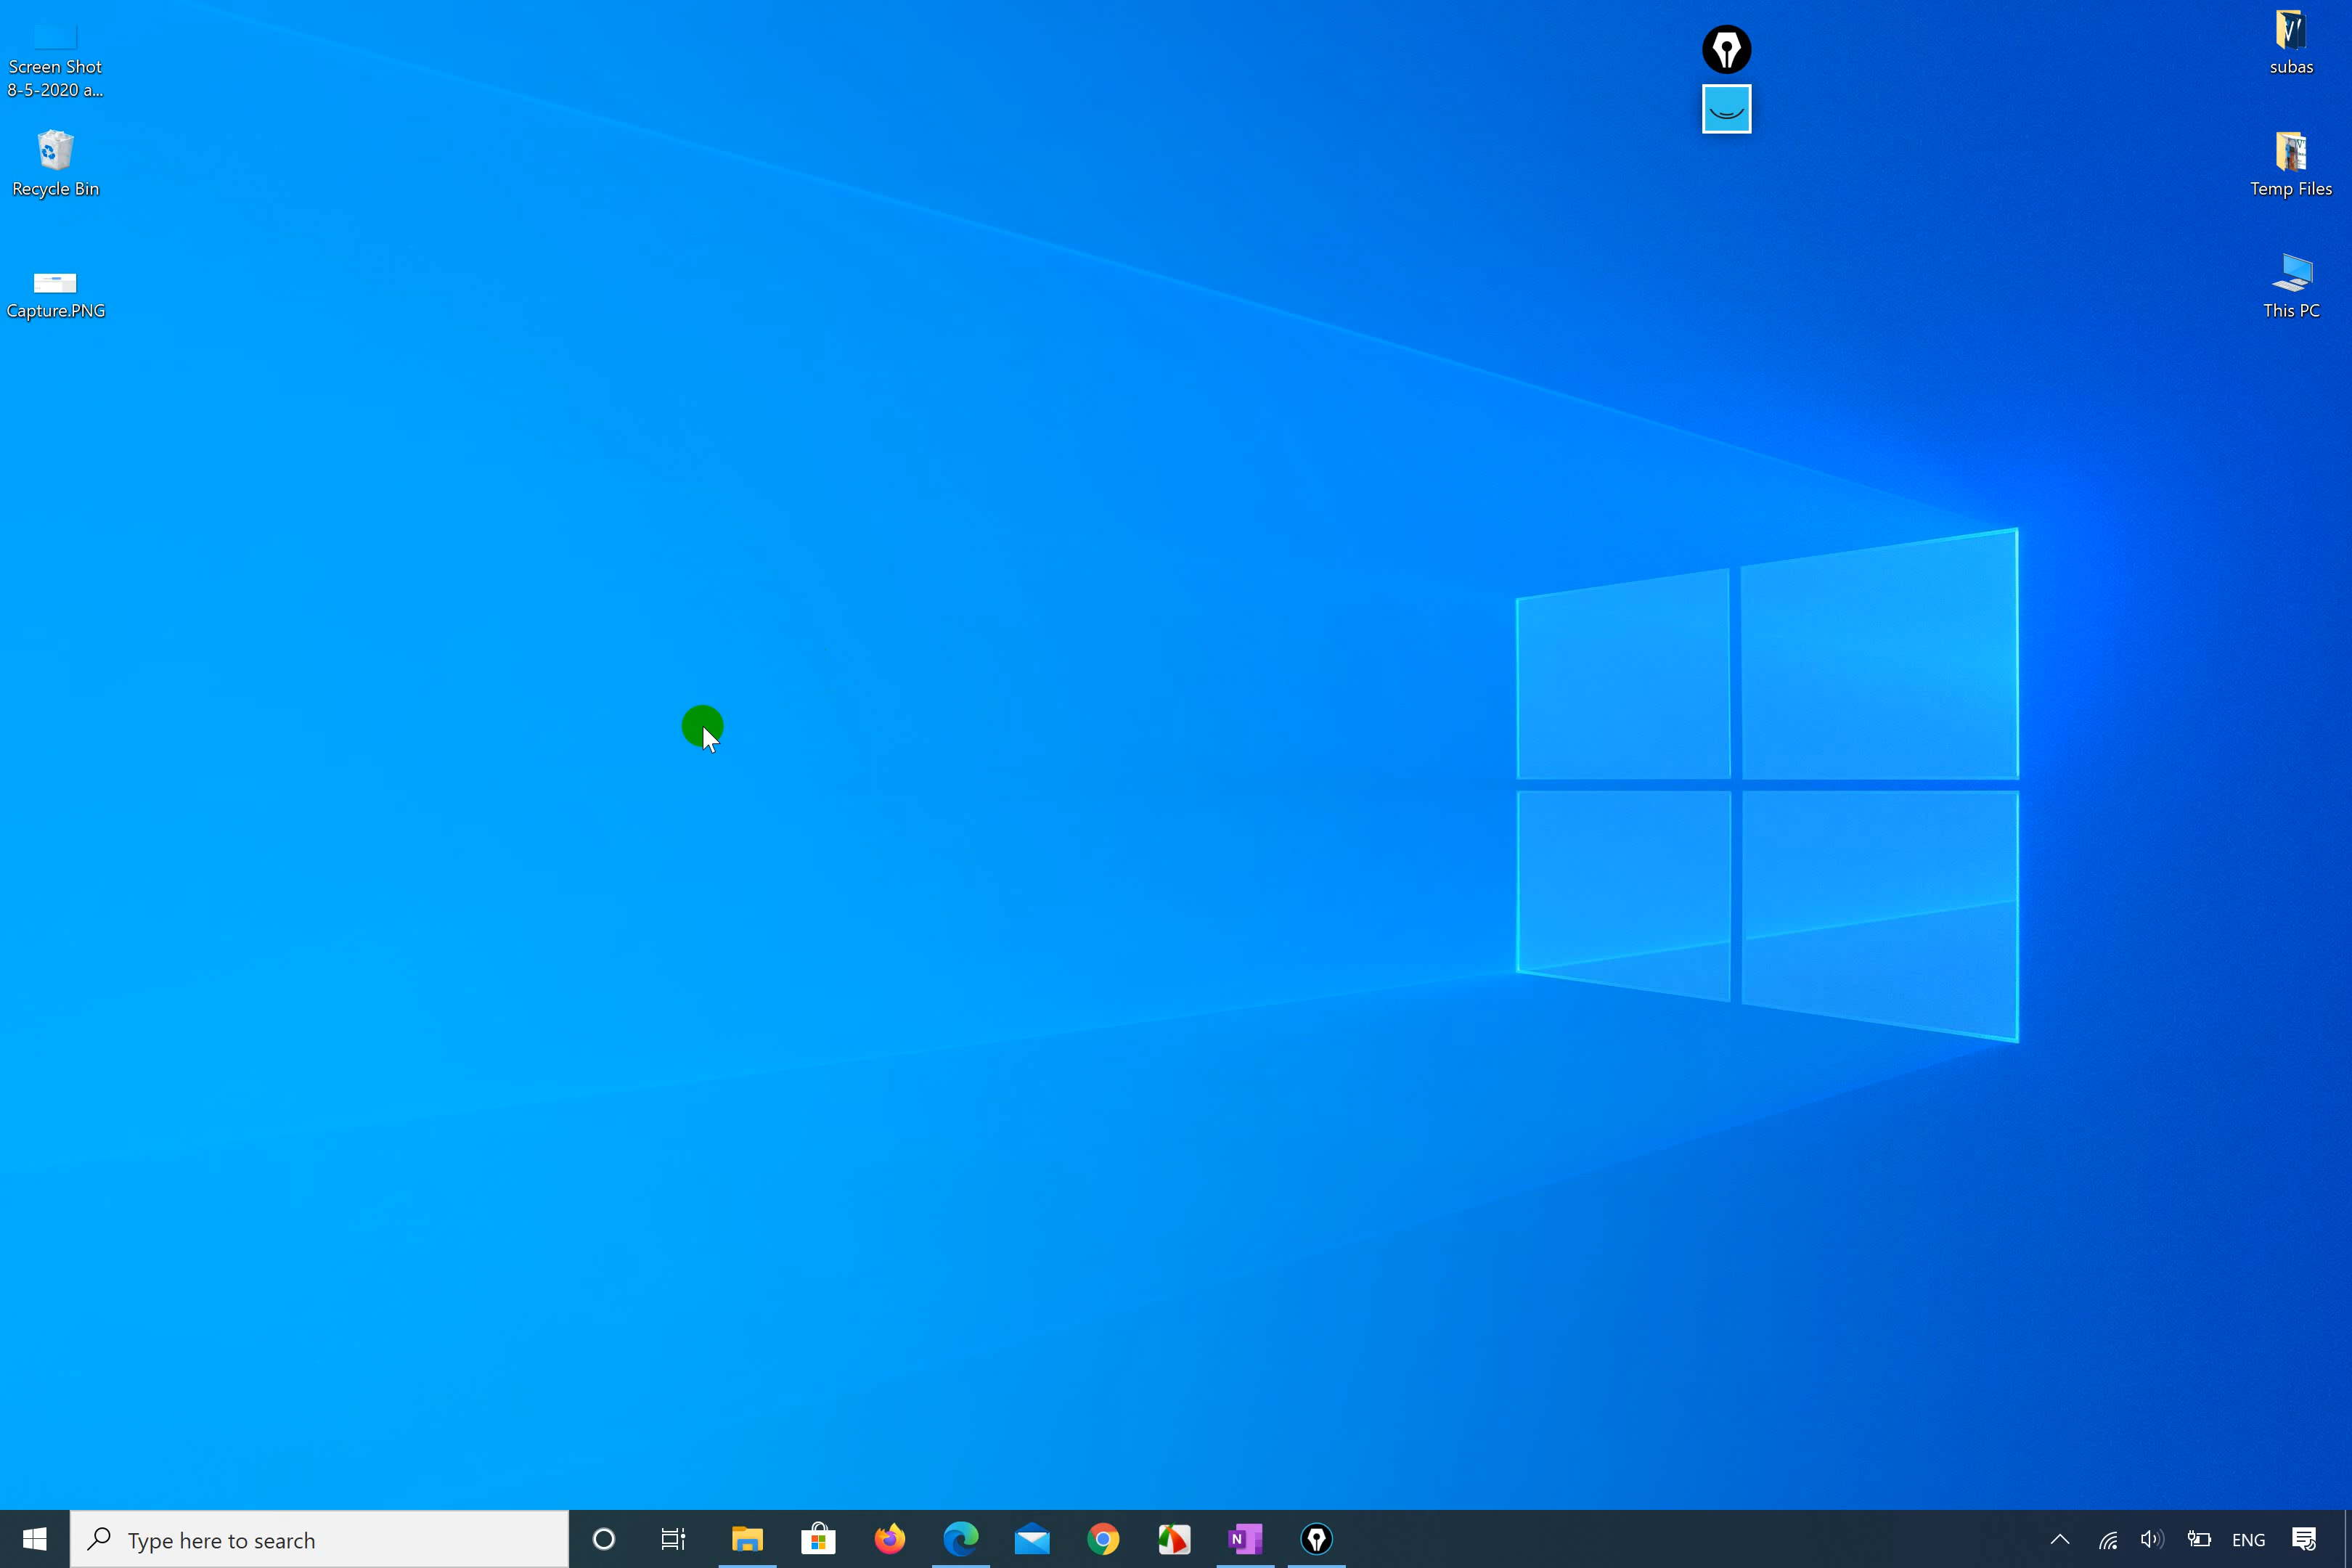 Screen Shot
8-5-2020 a...
Recycle Bin
Capture.PNG
subas
Temp Files
This PC
Type here to search
N
ENG